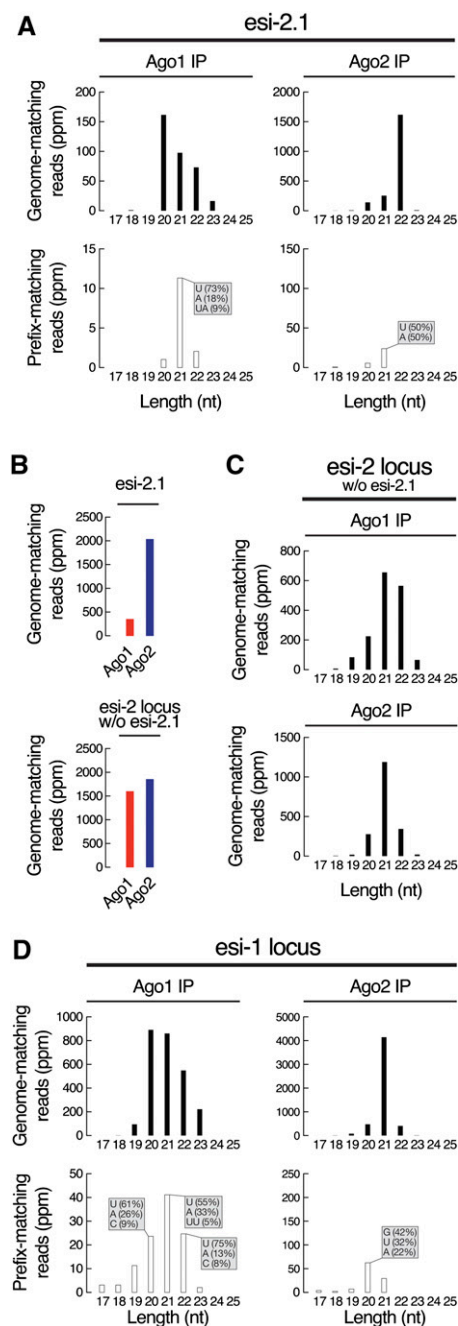 A
esi-2.1
Ago1 IP
Ago2 IP
Genome-matching
reads (ppm)
200
150
100
50
0
17 18 19 20 21 22 23 24 25
2000
1500
1000
500
0
17 18 19 20 21 22 23 24 25
Prefix-matching
reads (ppm)
15
10
5
0
U (73%)
A (18%)
UA (9%)
17 18 19 20 21 22 23 24 25
Length (nt)
100
50
0
U (50%)
A (50%)
17 18 19 20 21 22 23 24 25
Length (nt)
B
esi-2.1
Genome-matching
reads (ppm)
2500
2000
1500
1000
500
0
Ago1
Ago2
esi-2 locus
w/o esi-2.1
Genome-matching
reads (ppm)
2500
2000
1500
1000
500
0
Ago1
Ago2
C
esi-2 locus
w/o esi-2.1
Ago1 IP
Genome-matching
reads (ppm)
800
600
400
200
0
17 18 19 20 21 22 23 24 25
Ago2 IP
Genome-matching
reads (ppm)
1500
1000
500
0
17 18 19 20 21 22 23 24 25
Length (nt)
D
esi-1 locus
Ago1 IP
Ago2 IP
Genome-matching
reads (ppm)
1000
800
600
400
200
0
17 18 19 20 21 22 23 24 25
5000
4000
3000
2000
1000
0
17 18 19 20 21 22 23 24 25
Prefix-matching
reads (ppm)
50
40
30
20
10
0
U (61%)
A (26%)
C (9%)
U (55%)
A (33%)
UU (5%)
U (75%)
A (13%)
C (8%)
17 18 19 20 21 22 23 24 25
Length (nt)
250
200
150
100
50
0
G (42%)
U (32%)
A (22%)
17 18 19 20 21 22 23 24 25
Length (nt)